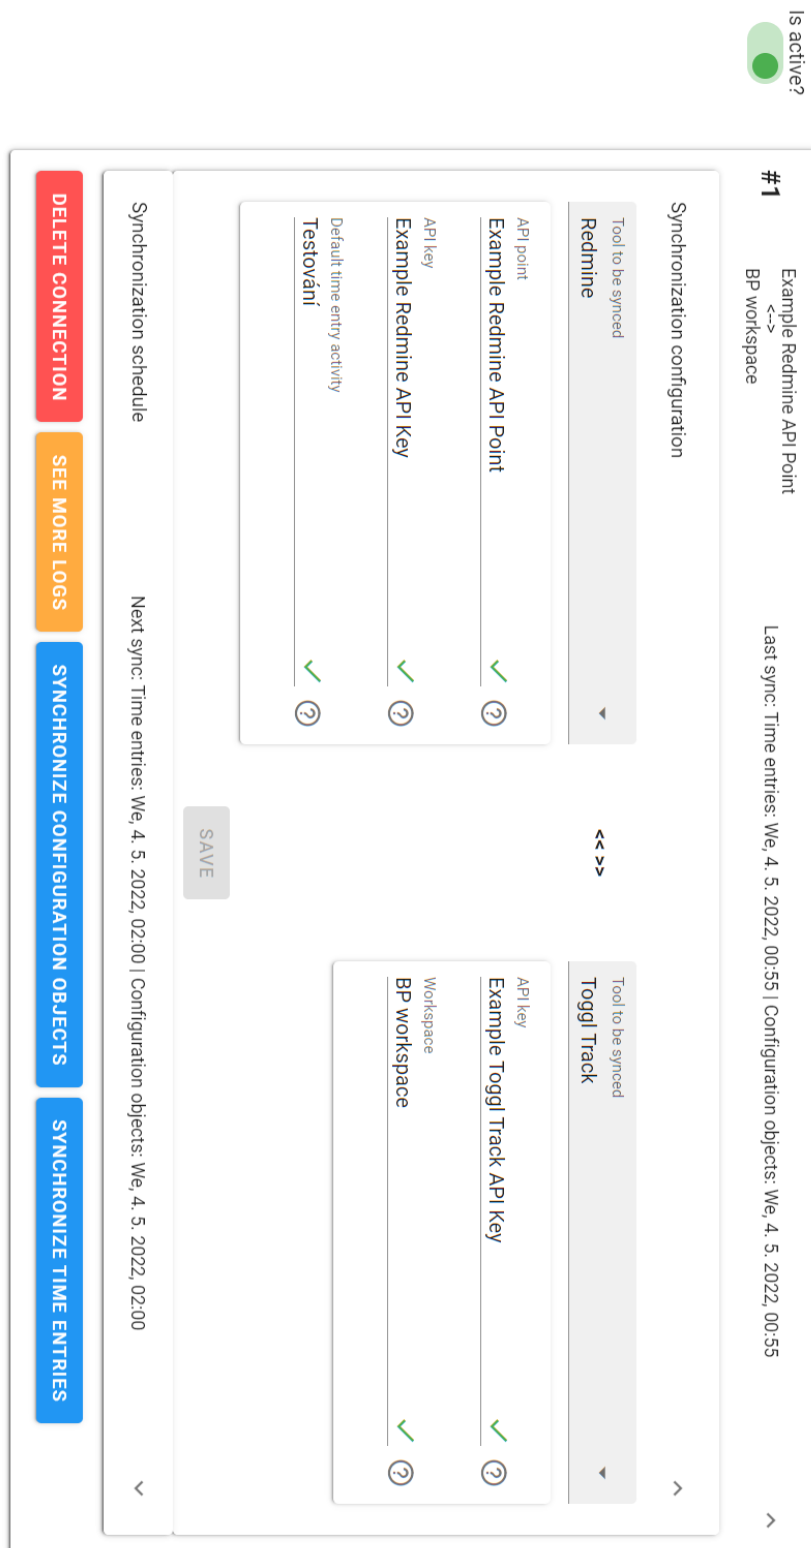 Is active?
#1
Example Redmine API Point
<-->
BP workspace
Last sync: Time entries: We, 4. 5. 2022, 00:55 | Configuration objects: We, 4. 5. 2022, 00:55
Synchronization configuration
Tool to be synced
Redmine
<< >>
Tool to be synced
Toggl Track
API point
Example Redmine API Point
API key
Example Redmine API Key
Default time entry activity
Testování
API key
Example Toggl Track API Key
Workspace
BP workspace
SAVE
Synchronization schedule
Next sync: Time entries: We, 4. 5. 2022, 02:00 | Configuration objects: We, 4. 5. 2022, 02:00
DELETE CONNECTION
SEE MORE LOGS
SYNCHRONIZE CONFIGURATION OBJECTS
SYNCHRONIZE TIME ENTRIES